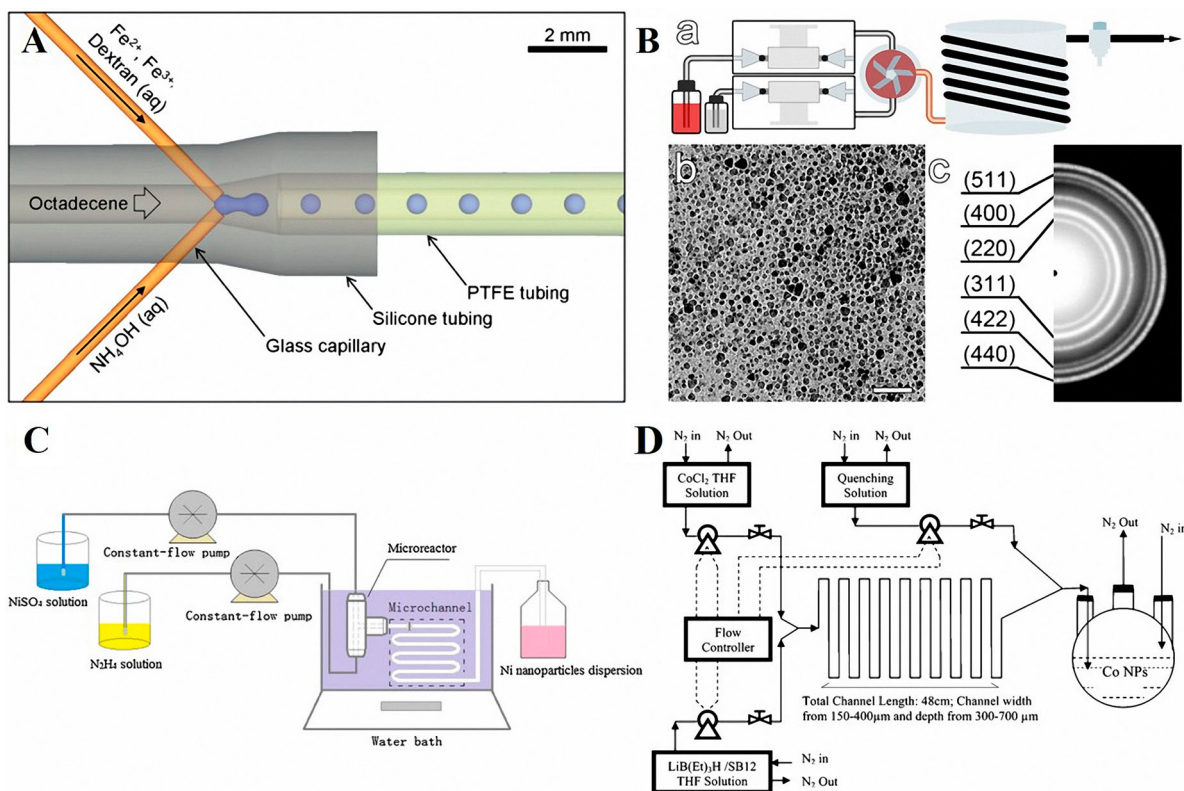 A
Fe²⁺, Fe³⁺,
Dextran (aq)
2 mm
Octadecene
NH₄OH (aq)
PTFE tubing
Silicone tubing
Glass capillary
B
a
b
c
(511)
(400)
(220)
(311)
(422)
(440)
C
Constant-flow pump
NiSO₄ solution
Constant-flow pump
N₂H₄ solution
Microreactor
Microchannel
Ni nanoparticles dispersion
Water bath
D
N₂ in
N₂ Out
CoCl₂ THF
Solution
N₂ in
N₂ Out
Quenching
Solution
N₂ Out
N₂ in
Flow
Controller
Co NPs
Total Channel Length: 48cm; Channel width
from 150-400µm and depth from 300-700 µm
LiB(Et)₃H /SB12
THF Solution
N₂ in
N₂ Out